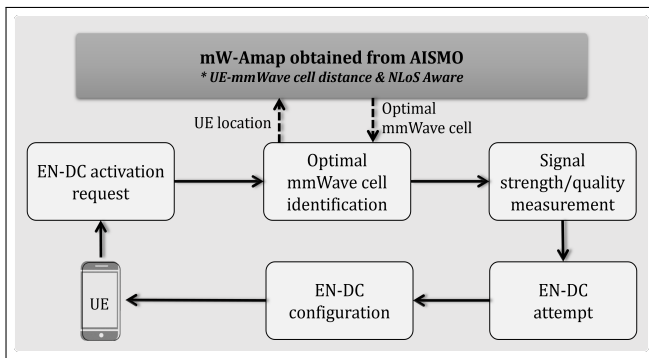 mW-Amap obtained from AISMO
* UE-mmWave cell distance & NLoS Aware
UE location
Optimal
mmWave cell
EN-DC activation
request
Optimal
mmWave cell
identification
Signal
strength/quality
measurement
UE
EN-DC
configuration
EN-DC
attempt